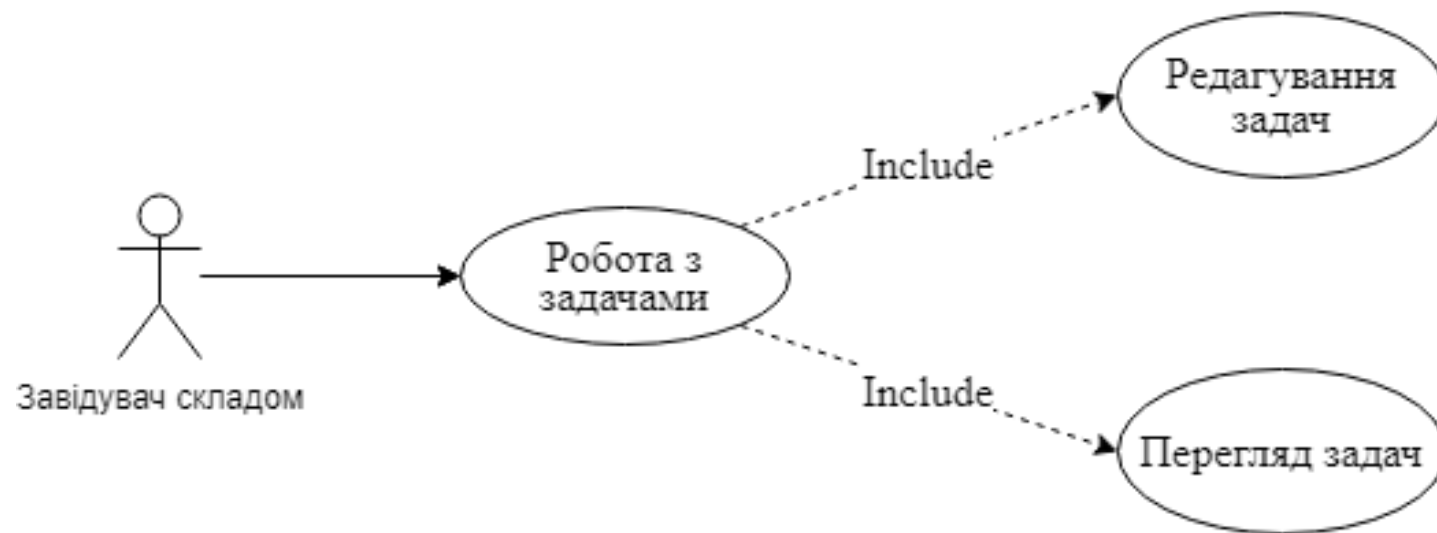 Редагування
задач
Include
Робота з
задачами
Завідувач складом
Include
Перегляд задач